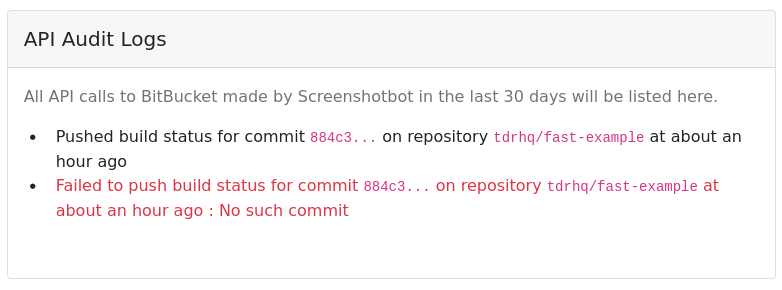 API Audit Logs
All API calls to BitBucket made by Screenshotbot in the last 30 days will be listed here.
• Pushed build status for commit 884c3... on repository tdrhq/fast-example at about an
hour ago
• Failed to push build status for commit 884c3... on repository tdrhq/fast-example at
about an hour ago : No such commit